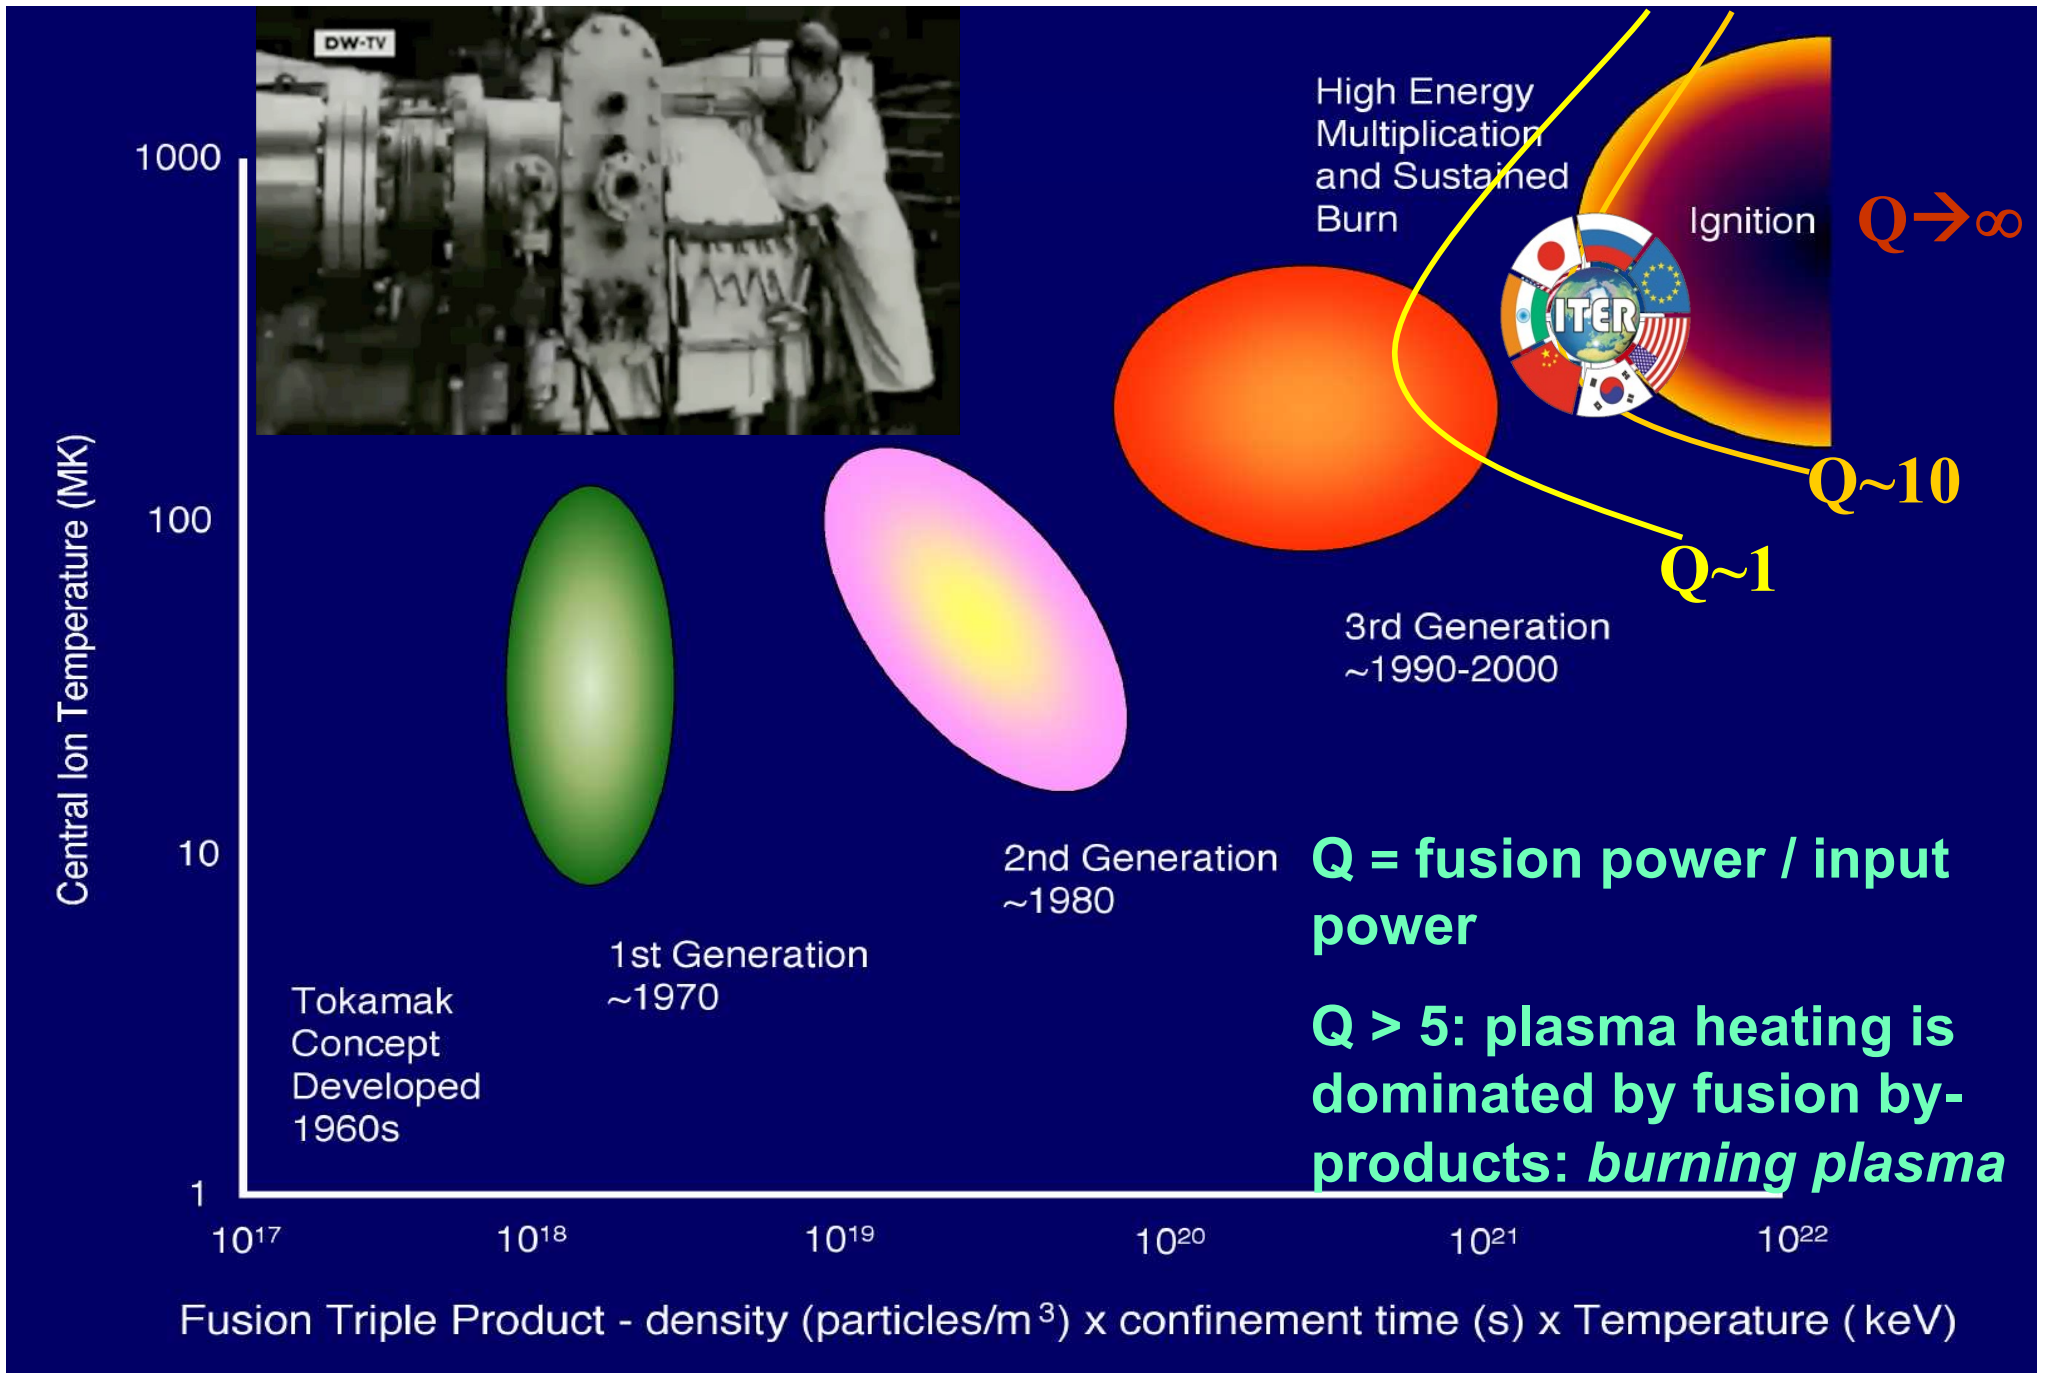 DW-TV
High Energy
Multiplication
and Sustained
Burn
Ignition
Q→∞
ITER
Q~10
Q~1
Central Ion Temperature (MK)
1000
100
10
1
3rd Generation
~1990-2000
2nd Generation
~1980
1st Generation
~1970
Tokamak
Concept
Developed
1960s
Q = fusion power / input
power
Q > 5: plasma heating is
dominated by fusion by-
products: burning plasma
10¹⁷ 10¹⁸ 10¹⁹ 10²⁰ 10²¹ 10²²
Fusion Triple Product - density (particles/m³) x confinement time (s) x Temperature (keV)